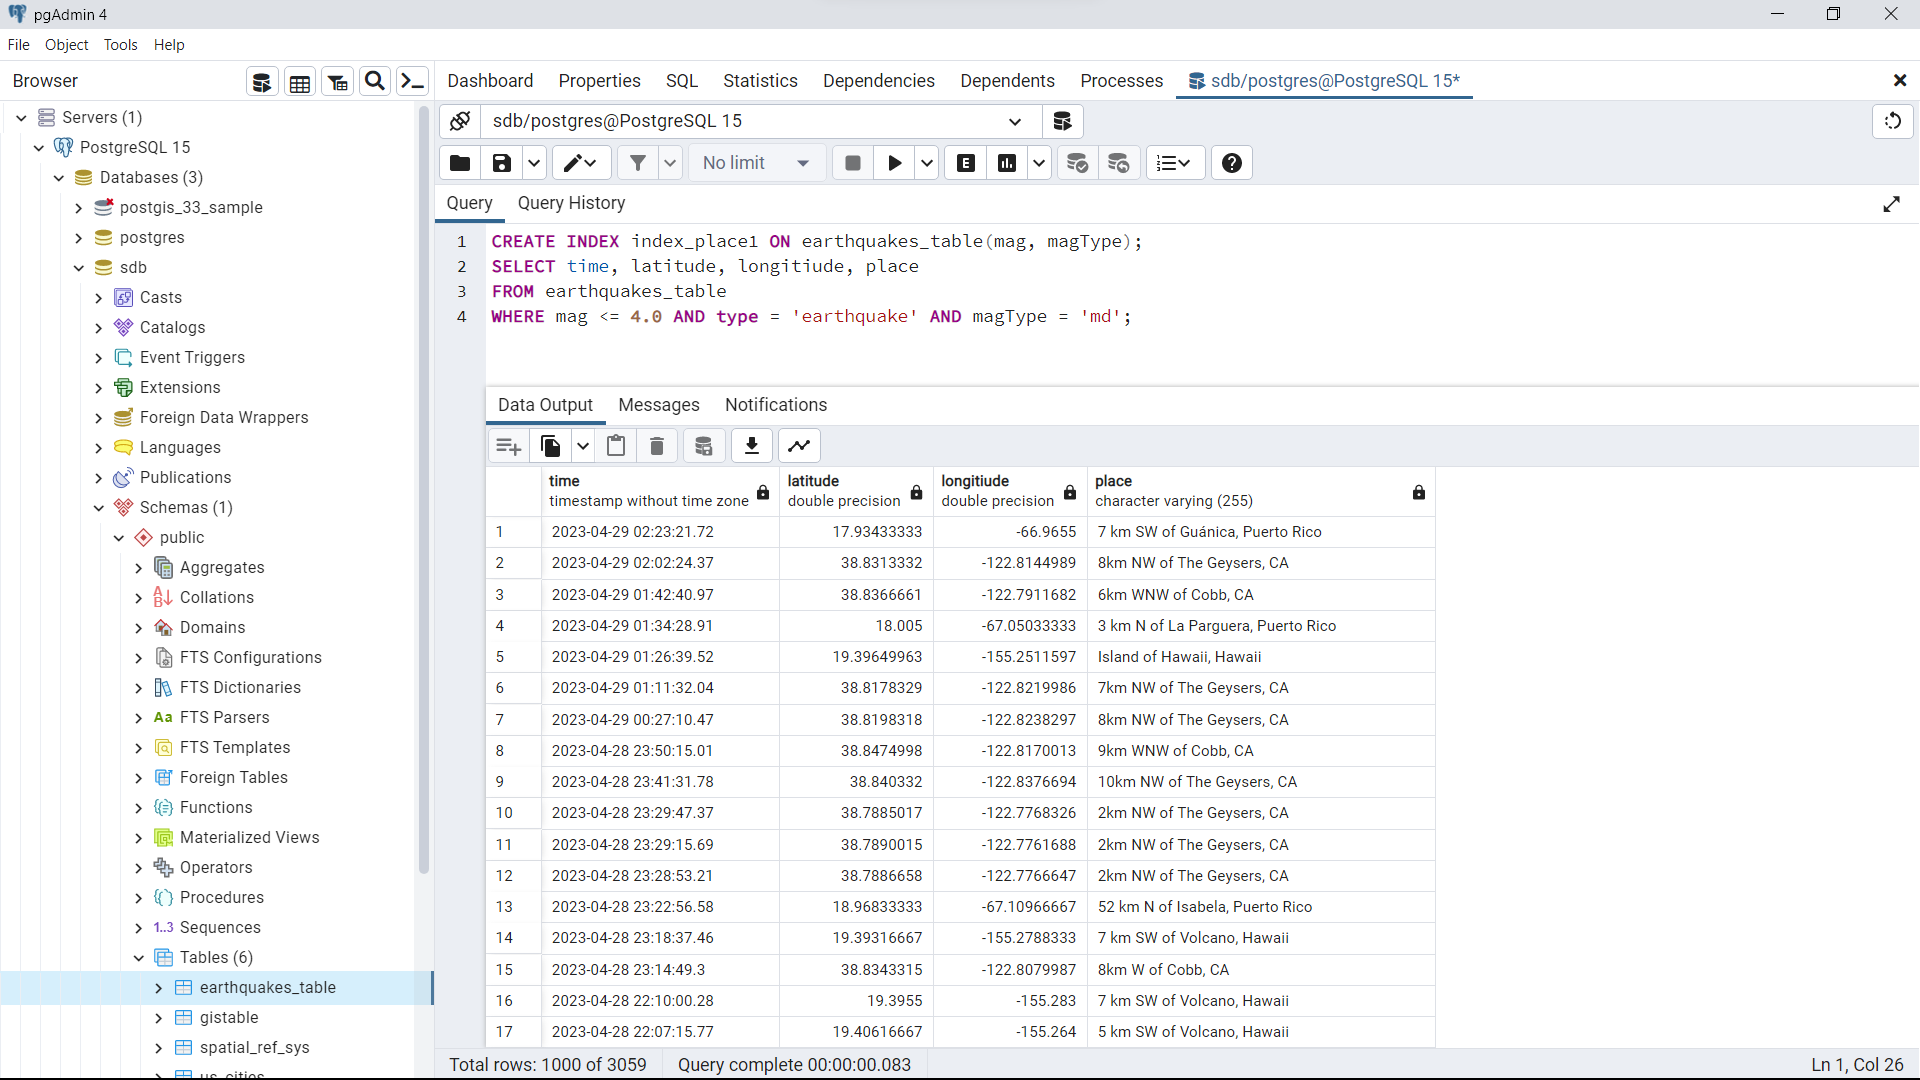 pgAdmin 4
File Object Tools Help
Browser
Dashboard Properties SQL Statistics Dependencies Dependents Processes sdb/postgres@PostgreSQL 15*
Servers (1)
PostgreSQL 15
Databases (3)
postgis_33_sample
postgres
sdb
Casts
Catalogs
Event Triggers
Extensions
Foreign Data Wrappers
Languages
Publications
Schemas (1)
public
Aggregates
Collations
Domains
FTS Configurations
FTS Dictionaries
Aa FTS Parsers
FTS Templates
Foreign Tables
Functions
Materialized Views
Operators
Procedures
1..3 Sequences
Tables (6)
earthquakes_table
gistable
spatial_ref_sys
us_cities
sdb/postgres@PostgreSQL 15
No limit
E
Query Query History
1 CREATE INDEX index_place1 ON earthquakes_table(mag, magType);
2 SELECT time, latitude, longitiude, place
3 FROM earthquakes_table
4 WHERE mag <= 4.0 AND type = 'earthquake' AND magType = 'md';
Data Output Messages Notifications
time latitude longitiude place
timestamp without time zone double precision double precision character varying (255)
1 2023-04-29 02:23:21.72 17.93433333 -66.9655 7 km SW of Guánica, Puerto Rico
2 2023-04-29 02:02:24.37 38.8313332 -122.8144989 8km NW of The Geysers, CA
3 2023-04-29 01:42:40.97 38.8366661 -122.7911682 6km WNW of Cobb, CA
4 2023-04-29 01:34:28.91 18.005 -67.05033333 3 km N of La Parguera, Puerto Rico
5 2023-04-29 01:26:39.52 19.39649963 -155.2511597 Island of Hawaii, Hawaii
6 2023-04-29 01:11:32.04 38.8178329 -122.8219986 7km NW of The Geysers, CA
7 2023-04-29 00:27:10.47 38.8198318 -122.8238297 8km NW of The Geysers, CA
8 2023-04-28 23:50:15.01 38.8474998 -122.8170013 9km WNW of Cobb, CA
9 2023-04-28 23:41:31.78 38.840332 -122.8376694 10km NW of The Geysers, CA
10 2023-04-28 23:29:47.37 38.7885017 -122.7768326 2km NW of The Geysers, CA
11 2023-04-28 23:29:15.69 38.7890015 -122.7761688 2km NW of The Geysers, CA
12 2023-04-28 23:28:53.21 38.7886658 -122.7766647 2km NW of The Geysers, CA
13 2023-04-28 23:22:56.58 18.96833333 -67.10966667 52 km N of Isabela, Puerto Rico
14 2023-04-28 23:18:37.46 19.39316667 -155.2788333 7 km SW of Volcano, Hawaii
15 2023-04-28 23:14:49.3 38.8343315 -122.8079987 8km W of Cobb, CA
16 2023-04-28 22:10:00.28 19.3955 -155.283 7 km SW of Volcano, Hawaii
17 2023-04-28 22:07:15.77 19.40616667 -155.264 5 km SW of Volcano, Hawaii
Total rows: 1000 of 3059 Query complete 00:00:00.083 Ln 1, Col 26